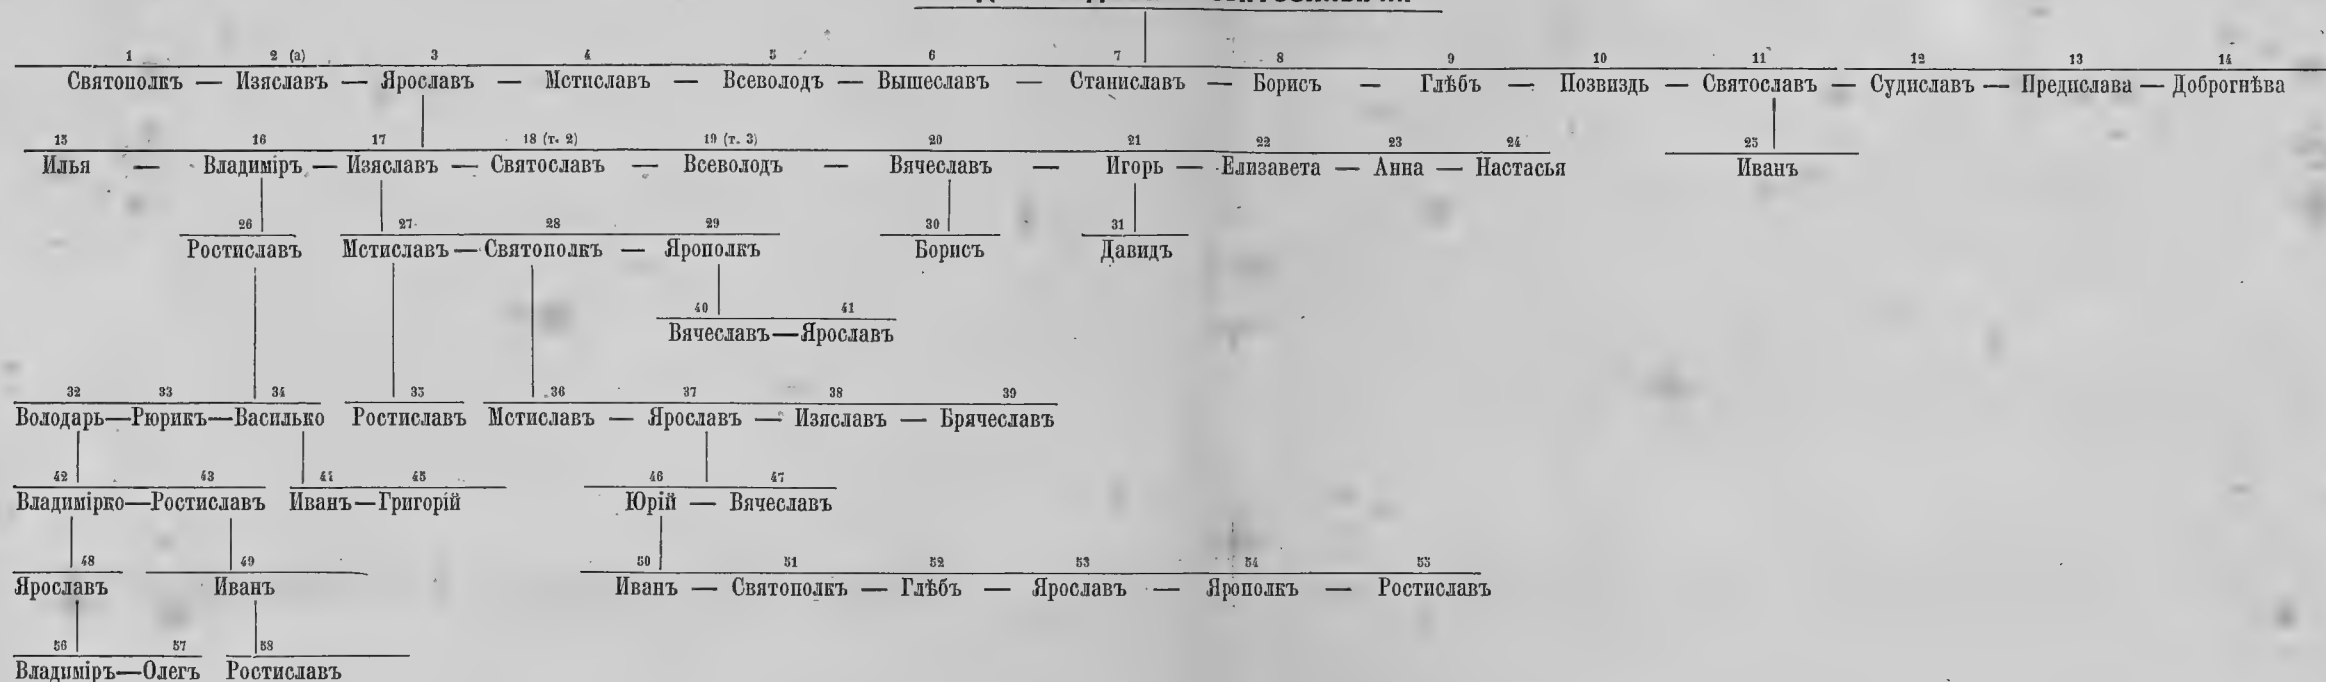 1 2 (а) 3 4 5 6 7 8 9 10 11 12 13 14
Святополкъ — Изяславъ — Ярославъ — Мстиславъ — Всеволодъ — Вышеславъ — Станиславъ — Борисъ — Глѣбъ — Позвиздь — Святославъ — Судиславъ — Предислава — Доброгнѣва
15 16 17 18 (т. 2) 19 (т. 3) 20 21 22 23 24 25
Илья — Владиміръ — Изяславъ — Святославъ — Всеволодъ — Вячеславъ — Игорь — Елизавета — Анна — Настасья Иванъ
26 27 28 29 30 31
Ростиславъ Мстиславъ — Святополкъ — Ярополкъ Борисъ Давидъ
40 41
Вячеславъ — Ярославъ
32 33 34 35 36 37 38 39
Володарь — Рюрикъ — Василько Ростиславъ Мстиславъ — Ярославъ — Изяславъ — Брячеславъ
42 43 44 45 46 47
Владимірко — Ростиславъ Иванъ — Григорій Юрій — Вячеславъ
48 49 50 51 52 53 54 55
Ярославъ Иванъ Иванъ — Святополкъ — Глѣбъ — Ярославъ — Ярополкъ — Ростиславъ
56 57 58
Владиміръ — Олегъ Ростиславъ